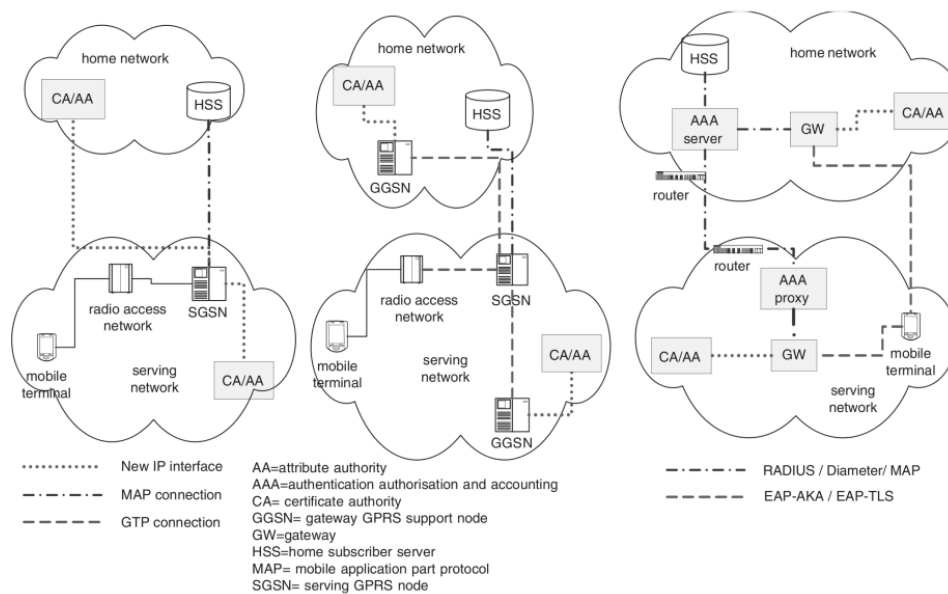 home network
CA/AA
HSS
radio access
network
SGSN
mobile
terminal
serving
network
CA/AA
home network
CA/AA
HSS
GGSN
radio access
network
SGSN
mobile
terminal
serving
network
CA/AA
GGSN
home network
HSS
AAA
server
GW
CA/AA
router
router
AAA
proxy
CA/AA
GW
mobile
terminal
serving
network
New IP interface
MAP connection
GTP connection
AA=attribute authority
AAA=authentication authorisation and accounting
CA= certificate authority
GGSN= gateway GPRS support node
GW=gateway
HSS=home subscriber server
MAP= mobile application part protocol
SGSN= serving GPRS node
RADIUS / Diameter/ MAP
EAP-AKA / EAP-TLS